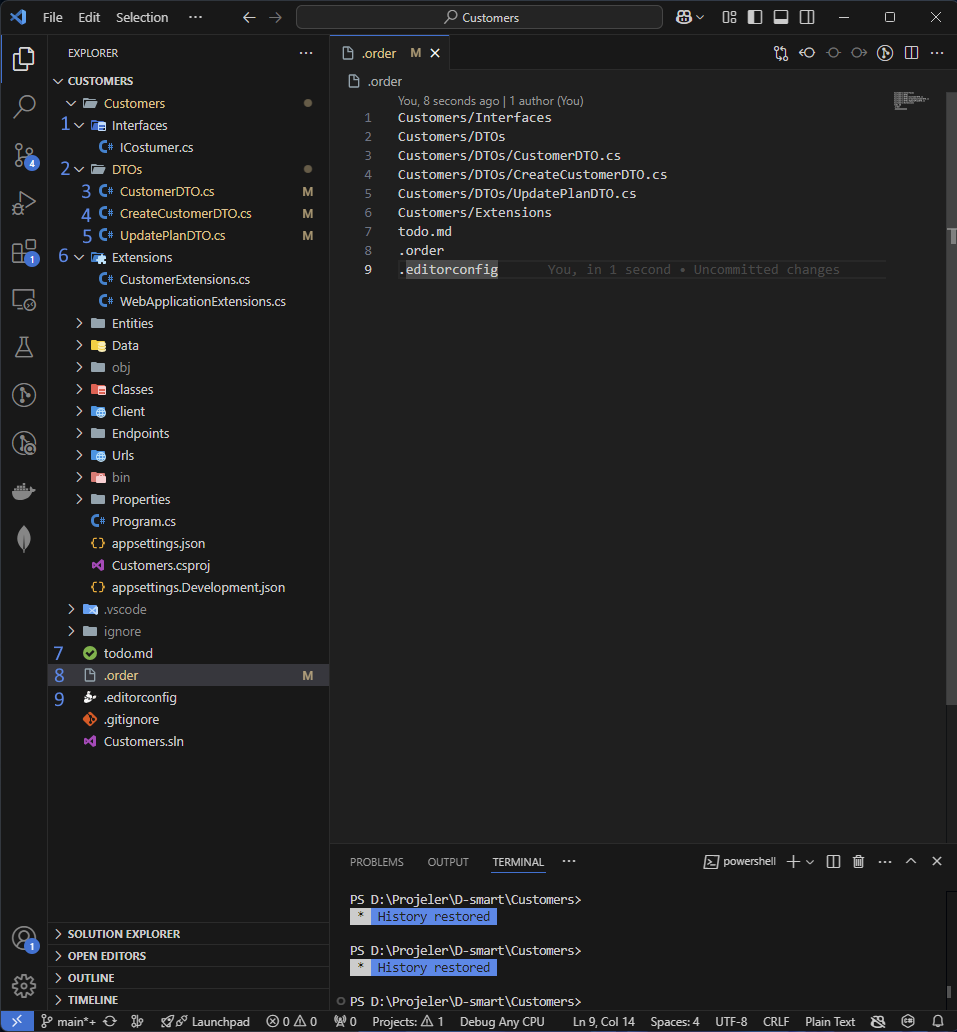 File Edit Selection ··· Customers
EXPLORER ···
CUSTOMERS
Customers
1 Interfaces
C# ICostumer.cs
2 DTOs
3 C# CustomerDTO.cs M
4 C# CreateCustomerDTO.cs M
5 C# UpdatePlanDTO.cs M
6 Extensions
C# CustomerExtensions.cs
C# WebApplicationExtensions.cs
Entities
Data
obj
Classes
Client
Endpoints
Urls
bin
Properties
C# Program.cs
{} appsettings.json
Customers.csproj
{} appsettings.Development.json
.vscode
ignore
7 todo.md
8 .order M
9 .editorconfig
.gitignore
Customers.sln
SOLUTION EXPLORER
OPEN EDITORS
OUTLINE
TIMELINE
4
1
1
.order M
.order
You, 8 seconds ago | 1 author (You)
1 Customers/Interfaces
2 Customers/DTOs
3 Customers/DTOs/CustomerDTO.cs
4 Customers/DTOs/CreateCustomerDTO.cs
5 Customers/DTOs/UpdatePlanDTO.cs
6 Customers/Extensions
7 todo.md
8 .order
9 .editorconfig You, in 1 second • Uncommitted changes
PROBLEMS OUTPUT TERMINAL ··· powershell
PS D:\Projeler\D-smart\Customers>
* History restored
PS D:\Projeler\D-smart\Customers>
* History restored
PS D:\Projeler\D-smart\Customers>
main*+ Launchpad 0 0 0 Projects: 1 Debug Any CPU Ln 9, Col 14 Spaces: 4 UTF-8 CRLF Plain Text